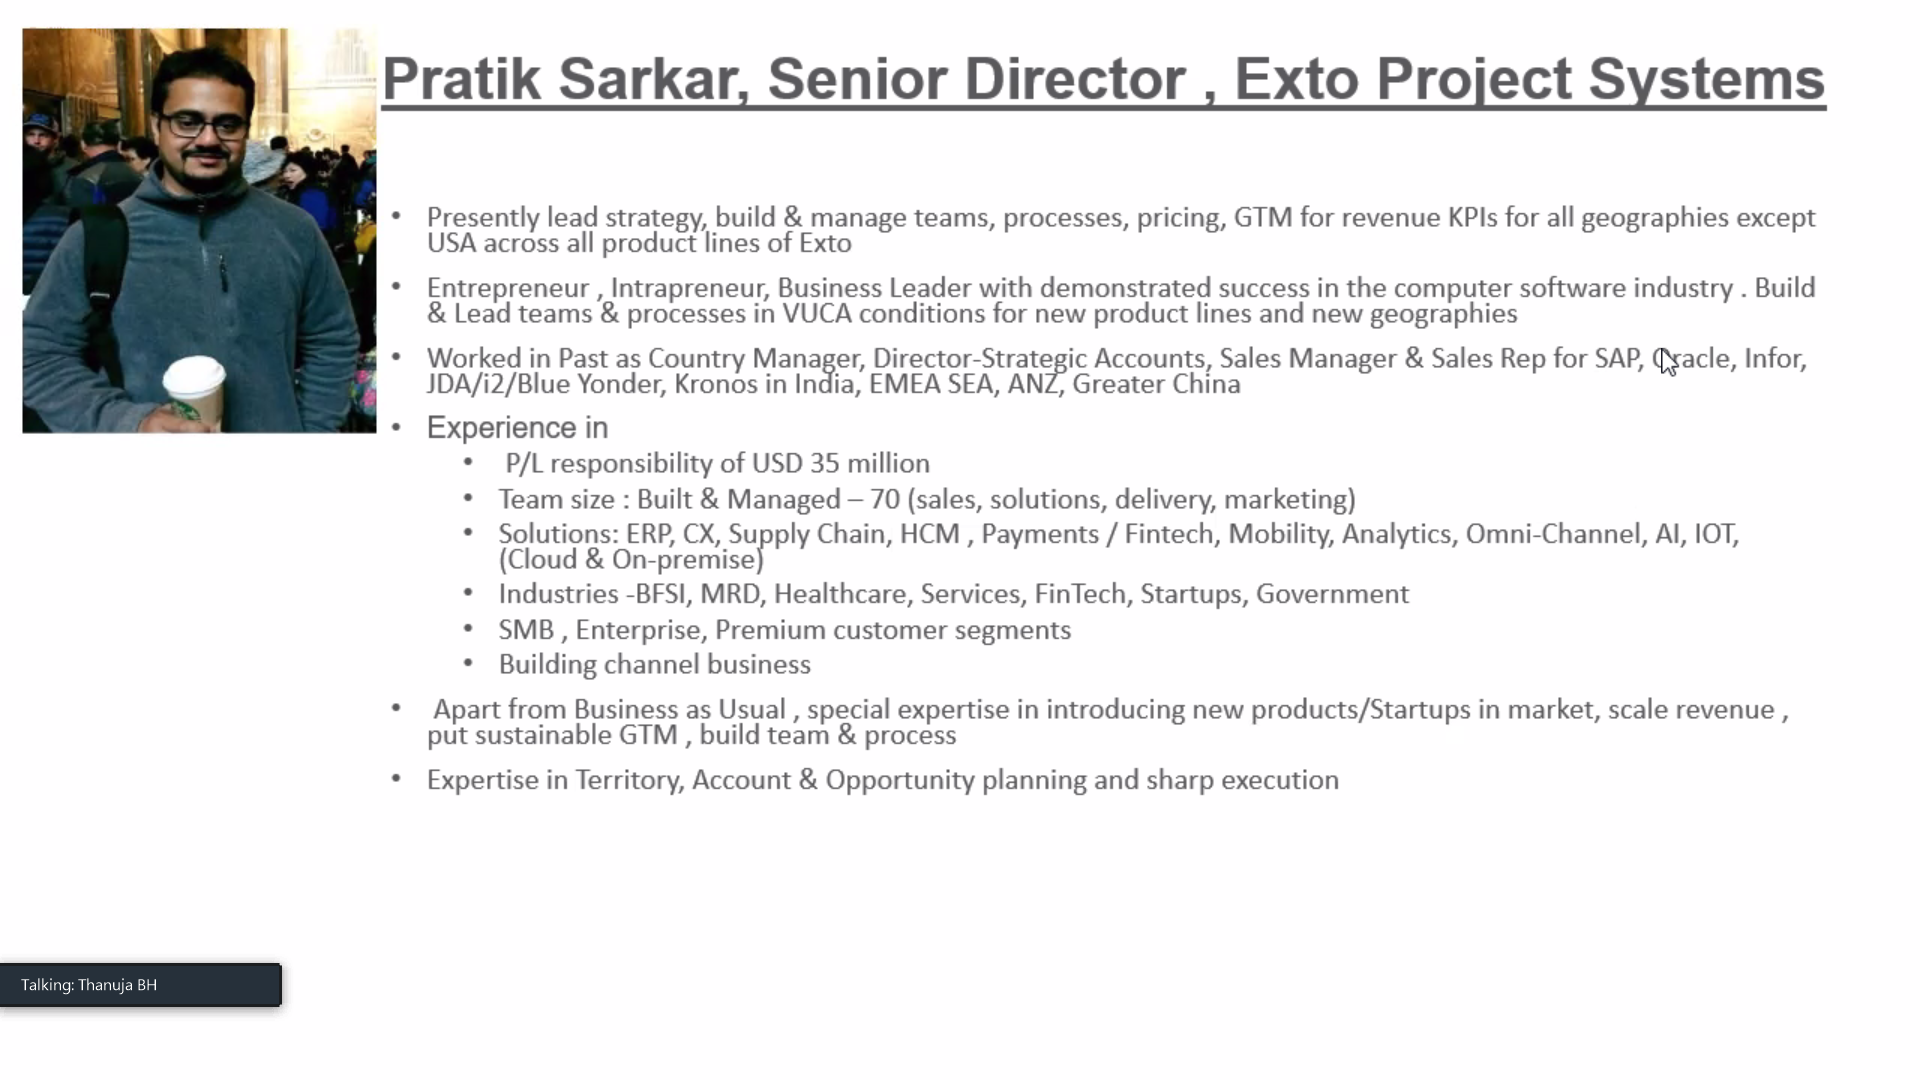 Pratik Sarkar, Senior Director , Exto Project Systems
• Presently lead strategy, build & manage teams, processes, pricing, GTM for revenue KPIs for all geographies except
USA across all product lines of Exto
• Entrepreneur , Intrapreneur, Business Leader with demonstrated success in the computer software industry . Build
& Lead teams & processes in VUCA conditions for new product lines and new geographies
• Worked in Past as Country Manager, Director-Strategic Accounts, Sales Manager & Sales Rep for SAP, Oracle, Infor,
JDA/i2/Blue Yonder, Kronos in India, EMEA SEA, ANZ, Greater China
• Experience in
• P/L responsibility of USD 35 million
• Team size : Built & Managed – 70 (sales, solutions, delivery, marketing)
• Solutions: ERP, CX, Supply Chain, HCM , Payments / Fintech, Mobility, Analytics, Omni-Channel, AI, IOT,
(Cloud & On-premise)
• Industries -BFSI, MRD, Healthcare, Services, FinTech, Startups, Government
• SMB , Enterprise, Premium customer segments
• Building channel business
• Apart from Business as Usual , special expertise in introducing new products/Startups in market, scale revenue ,
put sustainable GTM , build team & process
• Expertise in Territory, Account & Opportunity planning and sharp execution
Talking: Thanuja BH